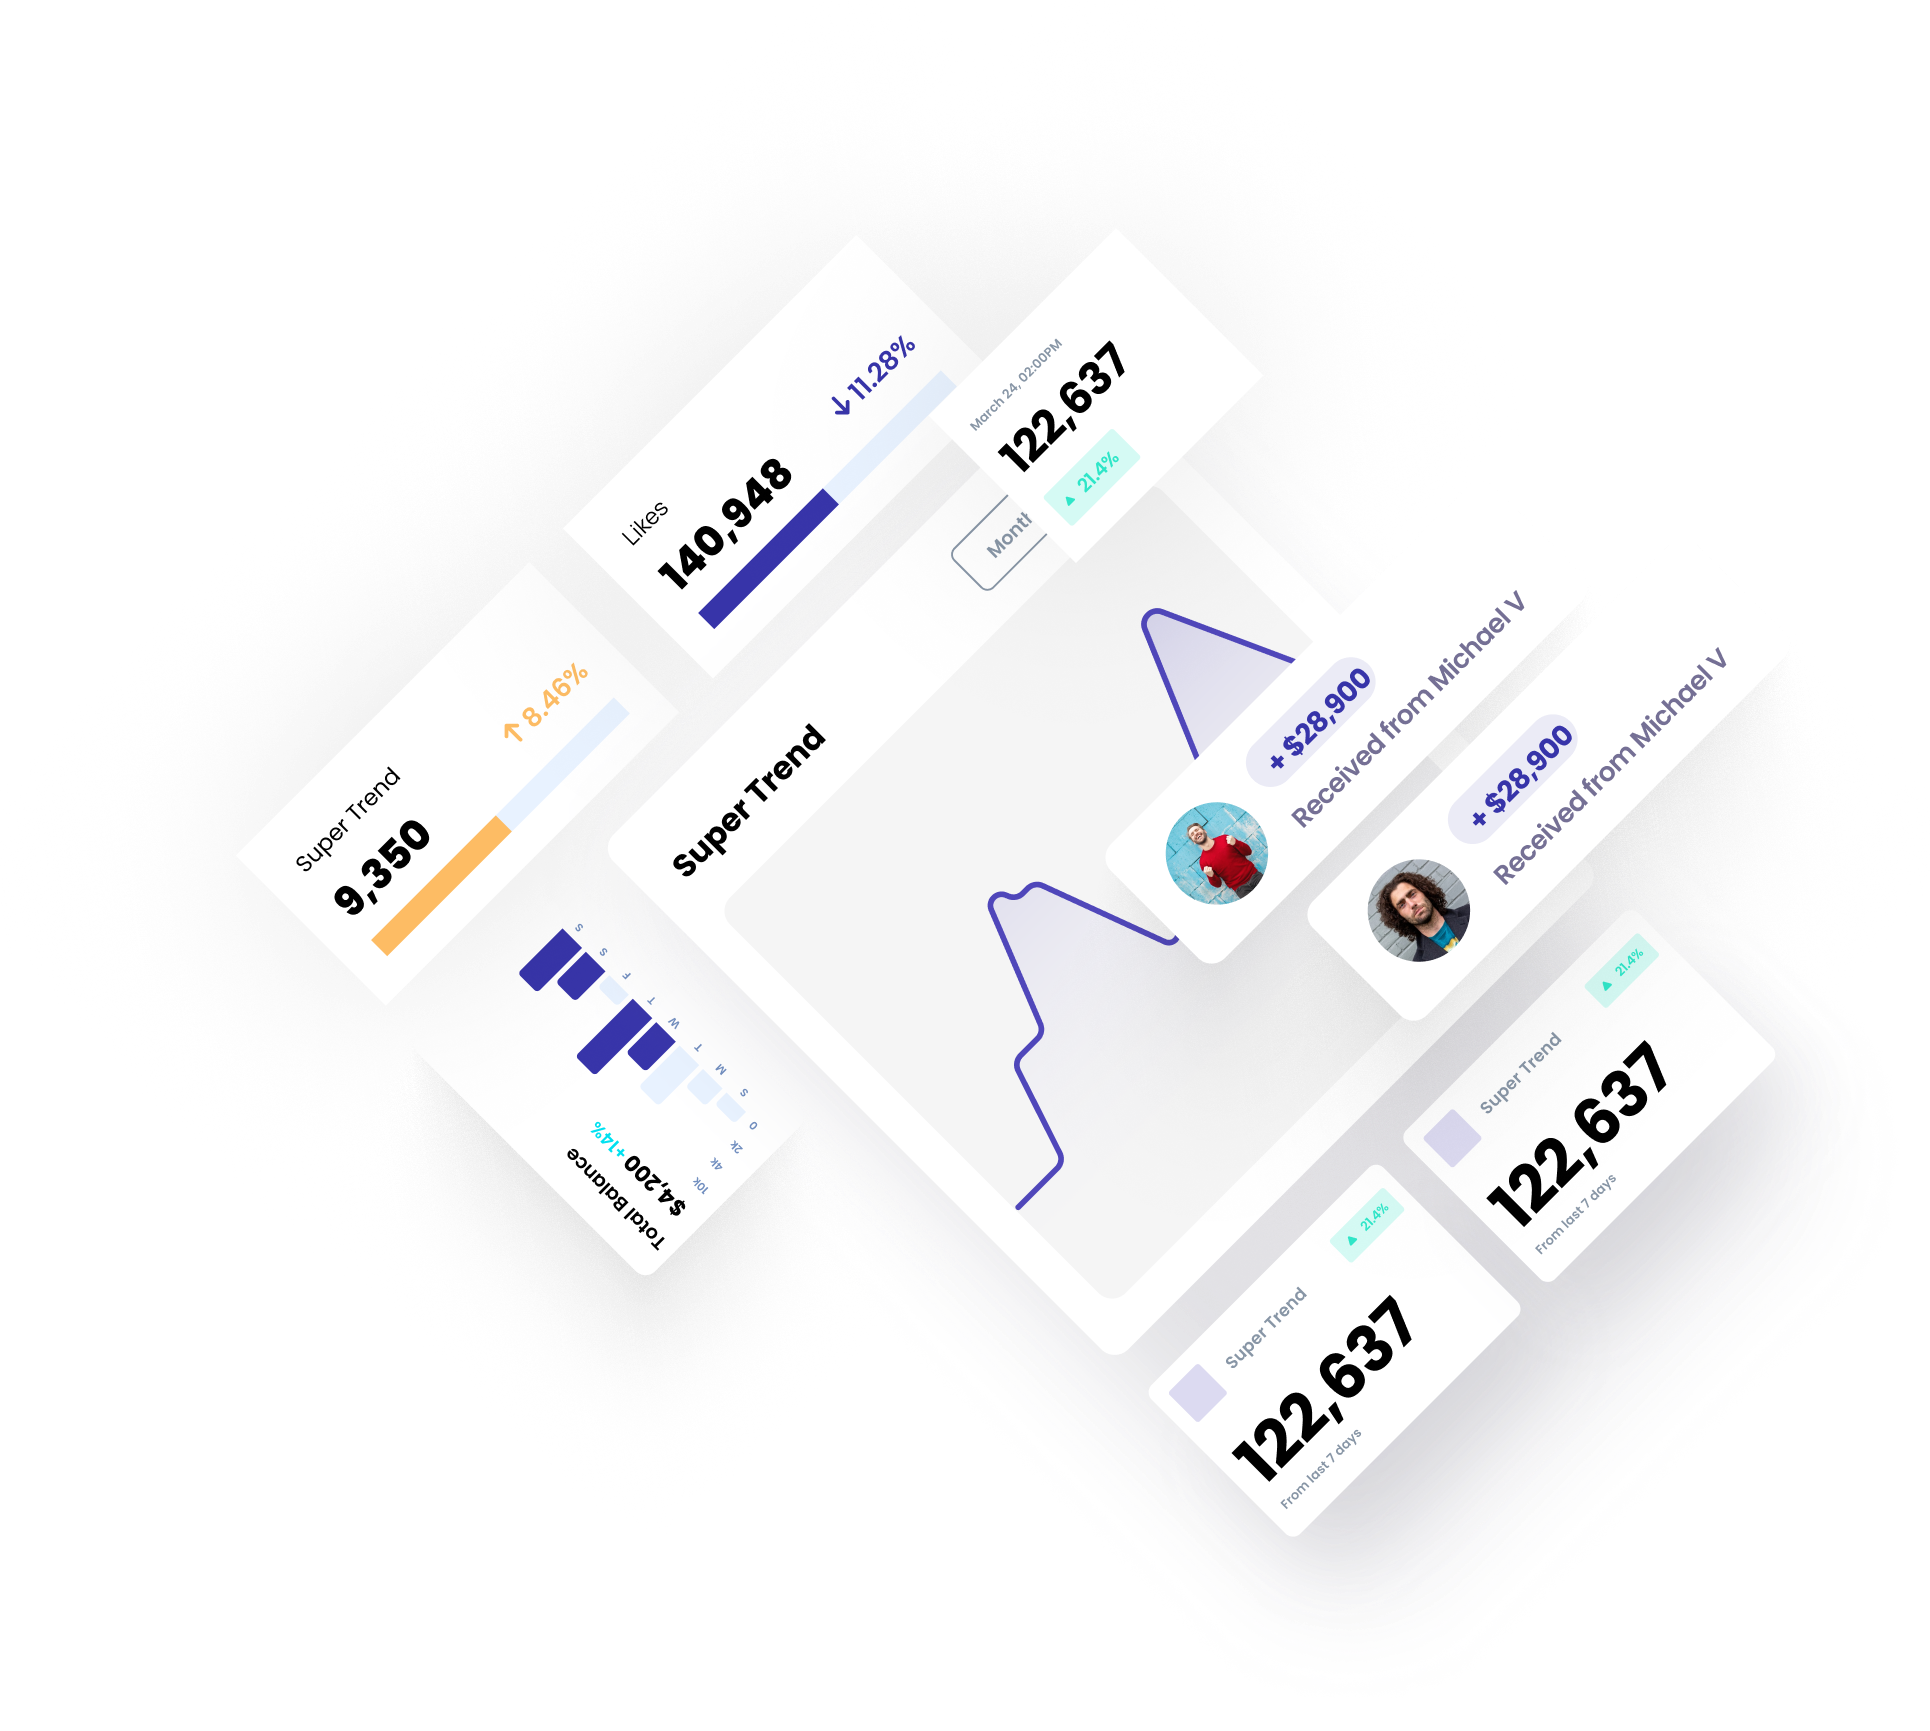 Likes
140,948
11.28%
March 24, 02:00PM
122,637
21.4%
Super Trend
9,350
8.46%
Super Trend
+ $28,900
Received from Michael V
+ $28,900
Received from Michael V
Total Balance
$4,200 +14%
10k
4k
2k
0
S
M
T
W
T
F
S
S
Super Trend
21.4%
122,637
From last 7 days
Super Trend
21.4%
122,637
From last 7 days